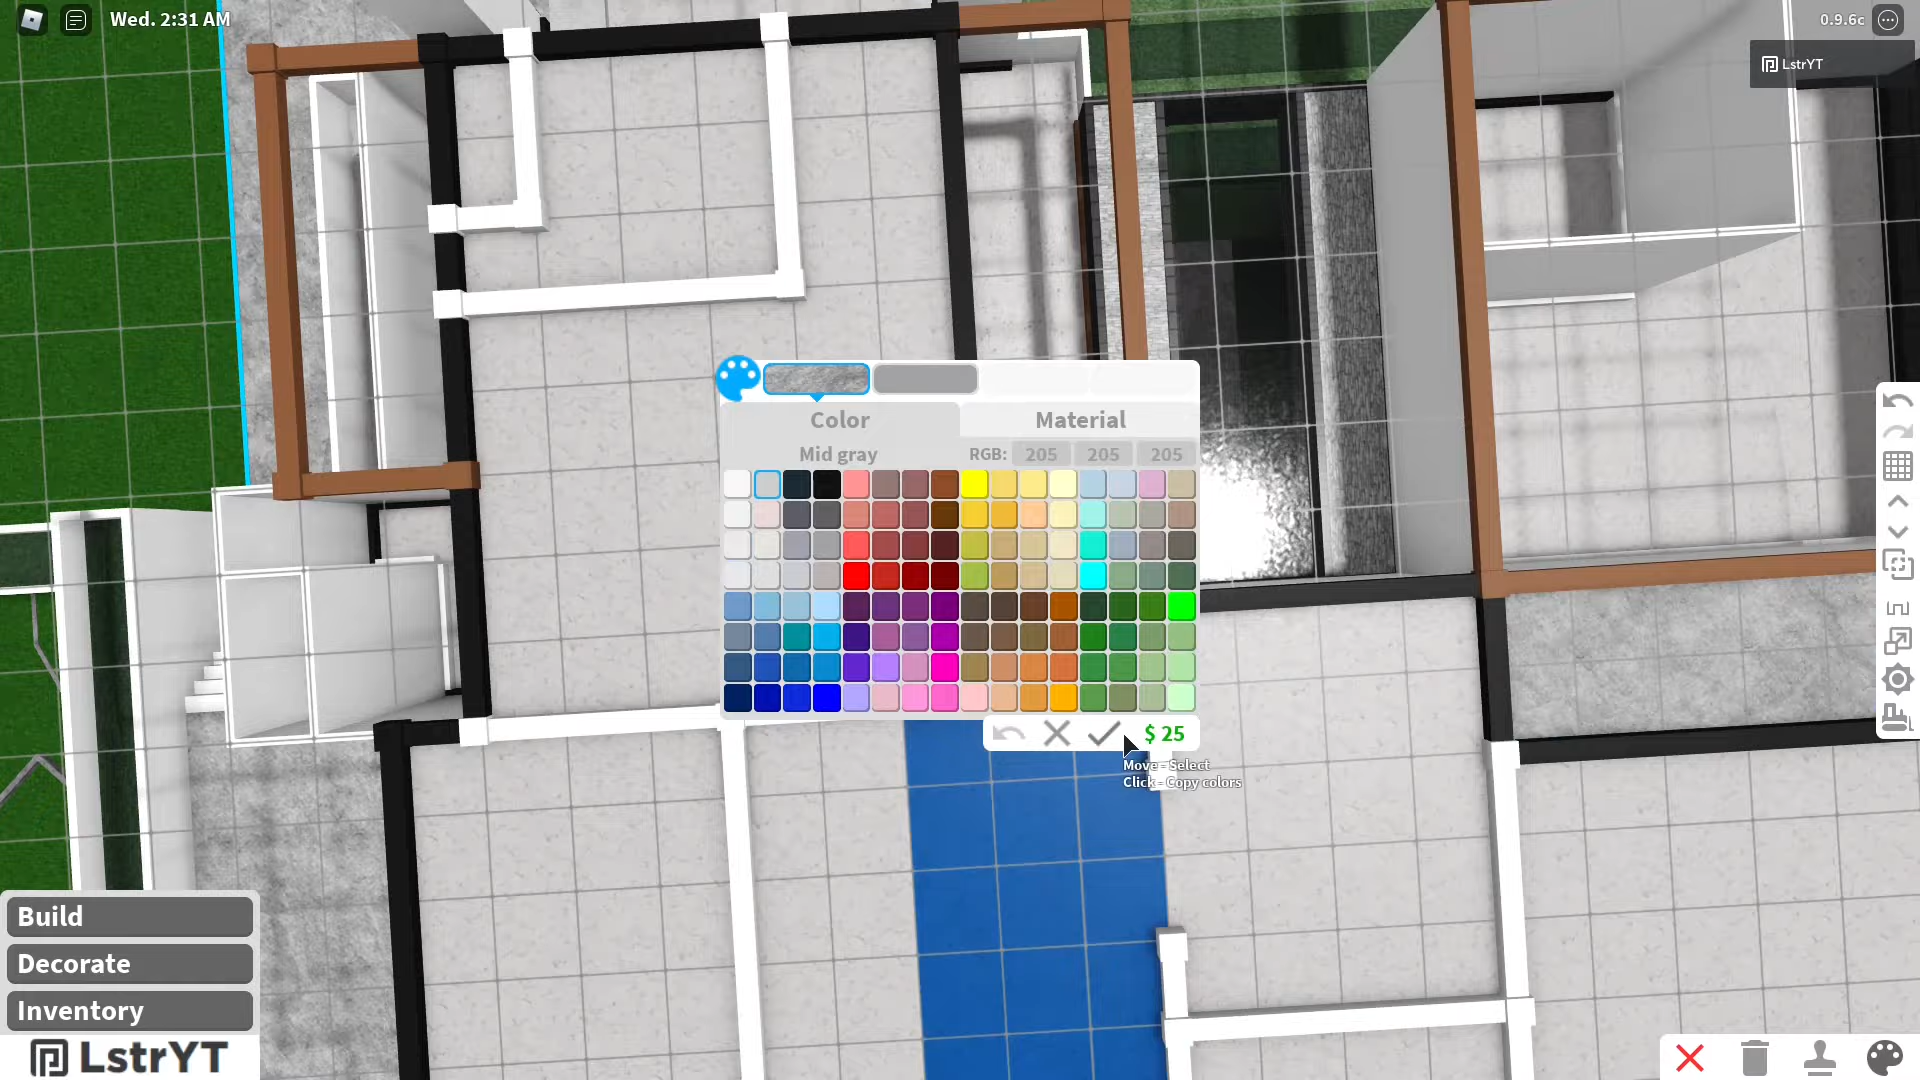 Wed. 2:31 AM
0.9.6c
LstrYT
Color
Material
Mid gray
RGB: 205 205 205
$ 25
Move - Select
Click - Copy colors
Build
Decorate
Inventory
LstrYT